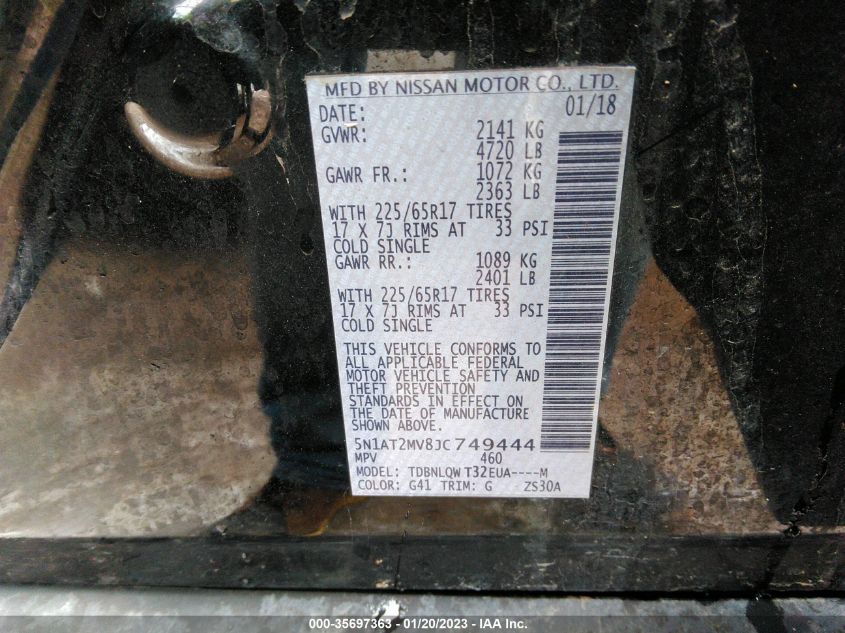 MFD BY NISSAN MOTOR CO., LTD.
DATE: 01/18
GVWR: 2141 KG
4720 LB
GAWR FR.: 1072 KG
2363 LB
WITH 225/65R17 TIRES
17 X 7J RIMS AT 33 PSI
COLD SINGLE
GAWR RR.: 1089 KG
2401 LB
WITH 225/65R17 TIRES
17 X 7J RIMS AT 33 PSI
COLD SINGLE
THIS VEHICLE CONFORMS TO
ALL APPLICABLE FEDERAL
MOTOR VEHICLE SAFETY AND
THEFT PREVENTION
STANDARDS IN EFFECT ON
THE DATE OF MANUFACTURE
SHOWN ABOVE.
5N1AT2MV8JC749444
MPV 460
MODEL: TDBNLQW T32EUA----M
COLOR: G41 TRIM: G ZS30A
000-35697363 - 01/20/2023 - IAA Inc.